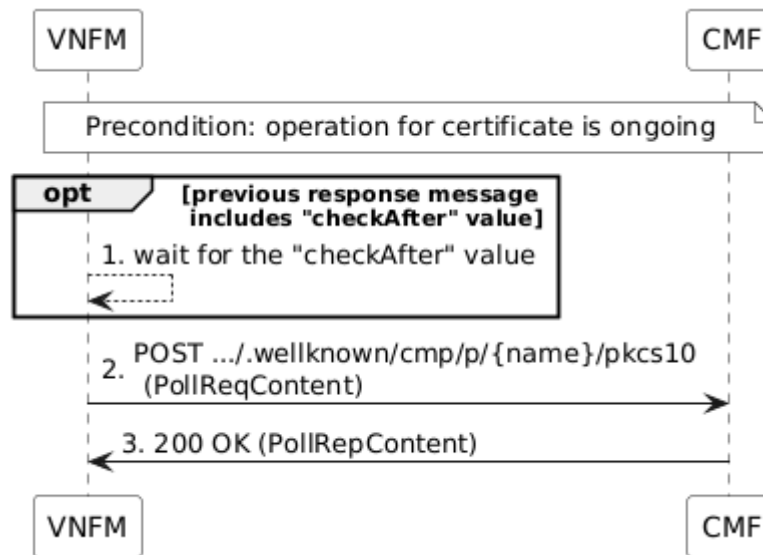 VNFM CMF
Precondition: operation for certificate is ongoing
opt [previous response message
includes "checkAfter" value]
1. wait for the "checkAfter" value
2. POST .../.wellknown/cmp/p/{name}/pkcs10
(PollReqContent)
3. 200 OK (PollRepContent)
VNFM CMF